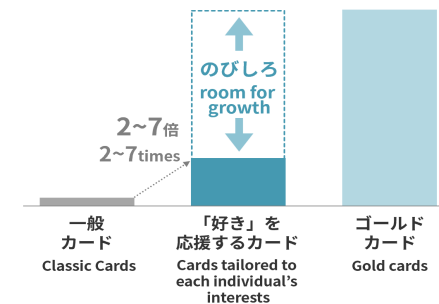 のびしろ
room for
growth
2~7倍
2~7times
一般
カード
Classic Cards
「好き」を
応援するカード
Cards tailored to
each individual’s
interests
ゴールド
カード
Gold cards